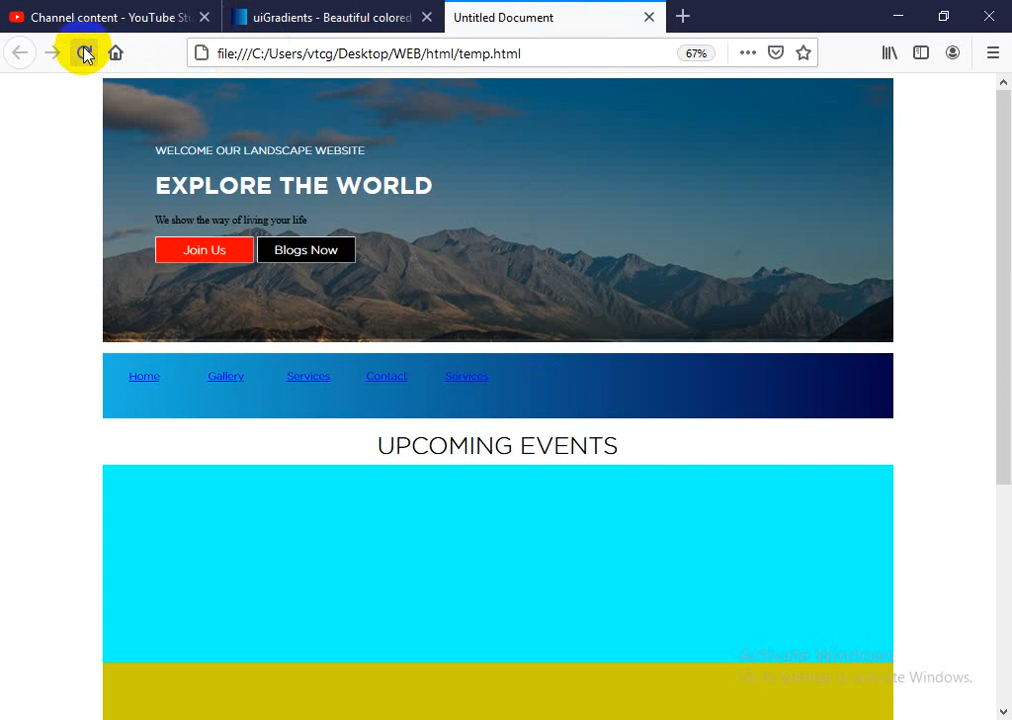 Channel content - YouTube Stu
uiGradients - Beautiful colored
Untitled Document
file:///C:/Users/vtcg/Desktop/WEB/html/temp.html
67%
WELCOME OUR LANDSCAPE WEBSITE
EXPLORE THE WORLD
We show the way of living your life
Join Us Blogs Now
Home Gallery Services Contact Services
UPCOMING EVENTS
Activate Windows
Go to Settings to activate Windows.